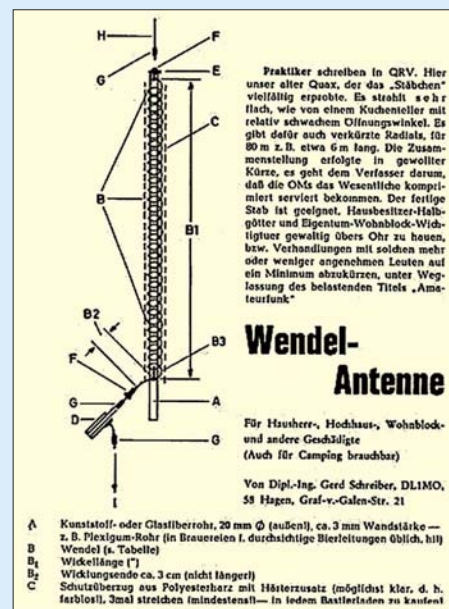 H
F
G
E
C
B
B1
B2
B3
F
A
G
D
G
I
Praktiker schreiben in QRV. Hier
unser alter Quax, der das „Stäbchen"
vielfältig erprobte. Es strahlt sehr
flach, wie von einem Kuchenteller mit
relativ schwachem Öffnungswinkel. Es
gibt dafür auch verkürzte Radials, für
80 m z. B. etwa 6 m lang. Die Zusam-
menstellung erfolgte in gewollter
Kürze, es geht dem Verfasser darum,
daß die OMs das Wesentliche kompri-
miert serviert bekommen. Der fertige
Stab ist geeignet, Hausbesitzer-Halb-
götter und Eigentum-Wohnblock-Wich-
tigtuer gewaltig übers Ohr zu hauen,
bzw. Verhandlungen mit solchen mehr
oder weniger angenehmen Leuten auf
ein Minimum abzukürzen, unter Weg-
lassung des belastenden Titels „Ama-
teurfunk"
Wendel-
Antenne
Für Hausherr-, Hochhaus-, Wohnblock-
und andere Geschädigte
(Auch für Camping brauchbar)
Von Dipl.-Ing. Gerd Schreiber, DL1MO,
58 Hagen, Graf-v.-Galen-Str. 21
A Kunststoff- oder Glasfiberrohr, 20 mm Ø (außen), ca. 3 mm Wandstärke —
z. B. Plexigum-Rohr (in Brauereien f. durchsichtige Bierleitungen üblich, hi!)
B Wendel (s. Tabelle)
B1 Wickellänge (")
B2 Wicklungsende ca. 3 cm (nicht länger!)
C Schutzüberzug aus Polyesterharz mit Härterzusatz (möglichst klar, d. h.
farblos!), 3mal streichen (mindestens!)— in jedem Bastlerladen zu kaufen!